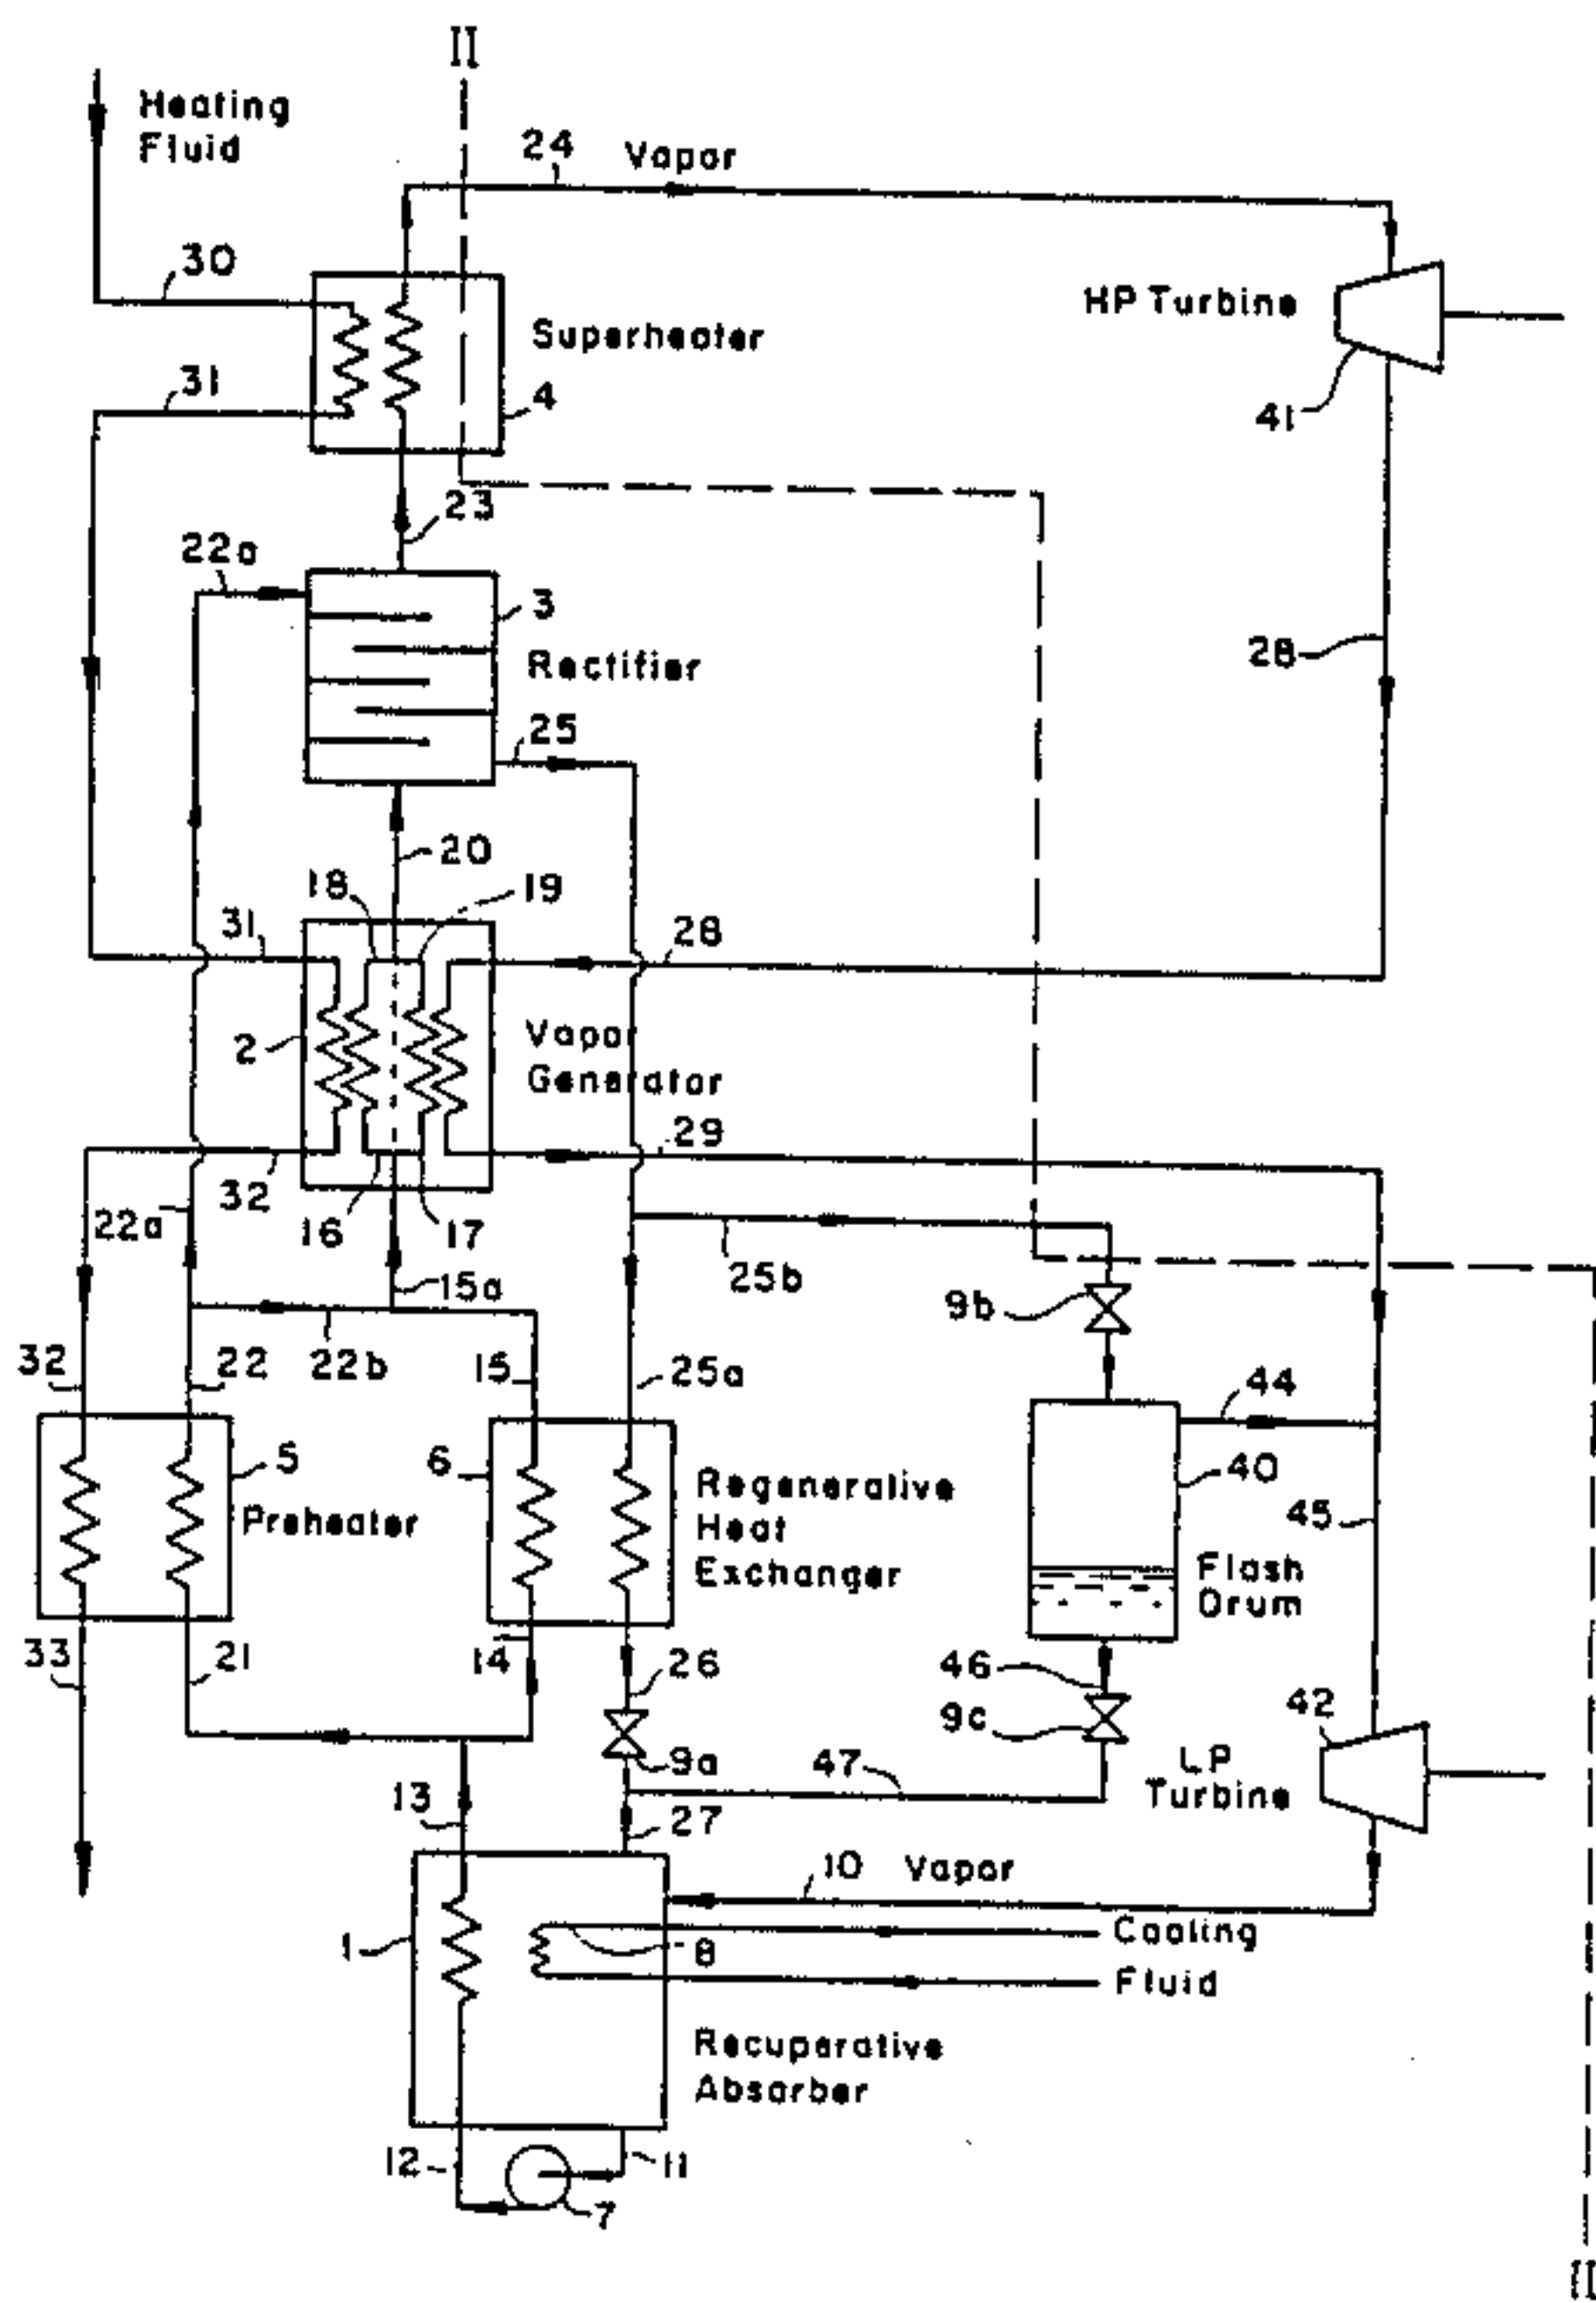 II
Heating
Fluid
24
Vapor
30
HP Turbine
Superheater
31
4
41
23
22a
3
28
Rectifier
25
20
18
19
31
28
2
Vapor
Generator
29
32
22a
16
17
25b
15a
9b
32
22
22b
15
25a
44
5
6
40
Regenerative
Heat
Exchanger
Preheater
45
Flash
Drum
33
21
14
26
46
42
9c
9a
47
LP
Turbine
13
27
10
Vapor
Cooling
1
8
Fluid
Recuperative
Absorber
12
11
7